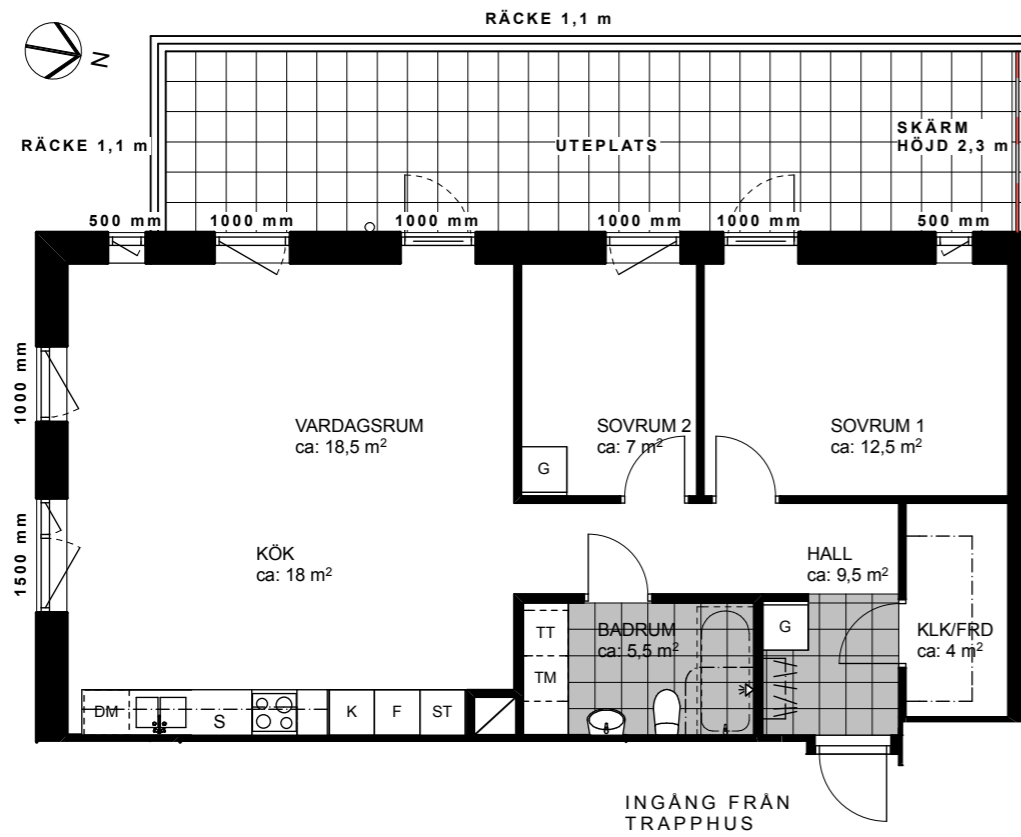 RÄCKE 1,1 m
N
RÄCKE 1,1 m
UTEPLATS
SKÄRM
HÖJD 2,3 m
500 mm
1000 mm
1000 mm
1000 mm
1000 mm
500 mm
1000 mm
VARDAGSRUM
ca: 18,5 m²
SOVRUM 2
ca: 7 m²
SOVRUM 1
ca: 12,5 m²
G
1500 mm
KÖK
ca: 18 m²
HALL
ca: 9,5 m²
TT
BADRUM
ca: 5,5 m²
G
KLK/FRD
ca: 4 m²
TM
DM
S
K
F
ST
INGÅNG FRÅN
TRAPPHUS